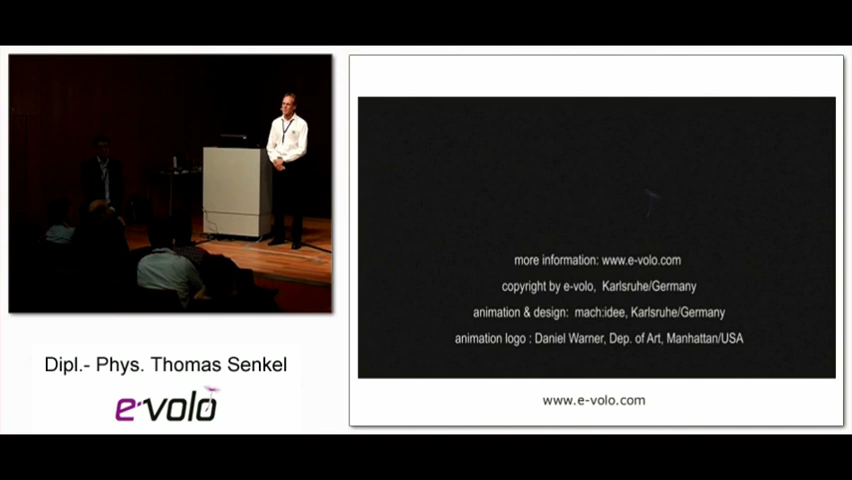 Dipl.- Phys. Thomas Senkel
e-volo
more information: www.e-volo.com
copyright by e-volo, Karlsruhe/Germany
animation & design: mach:idee, Karlsruhe/Germany
animation logo : Daniel Warner, Dep. of Art, Manhattan/USA
www.e-volo.com